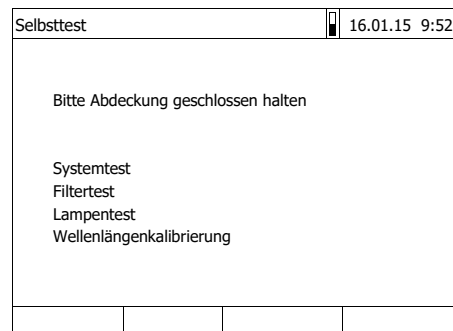 Selbsttest 16.01.15 9:52
Bitte Abdeckung geschlossen halten
Systemtest
Filtertest
Lampentest
Wellenlängenkalibrierung